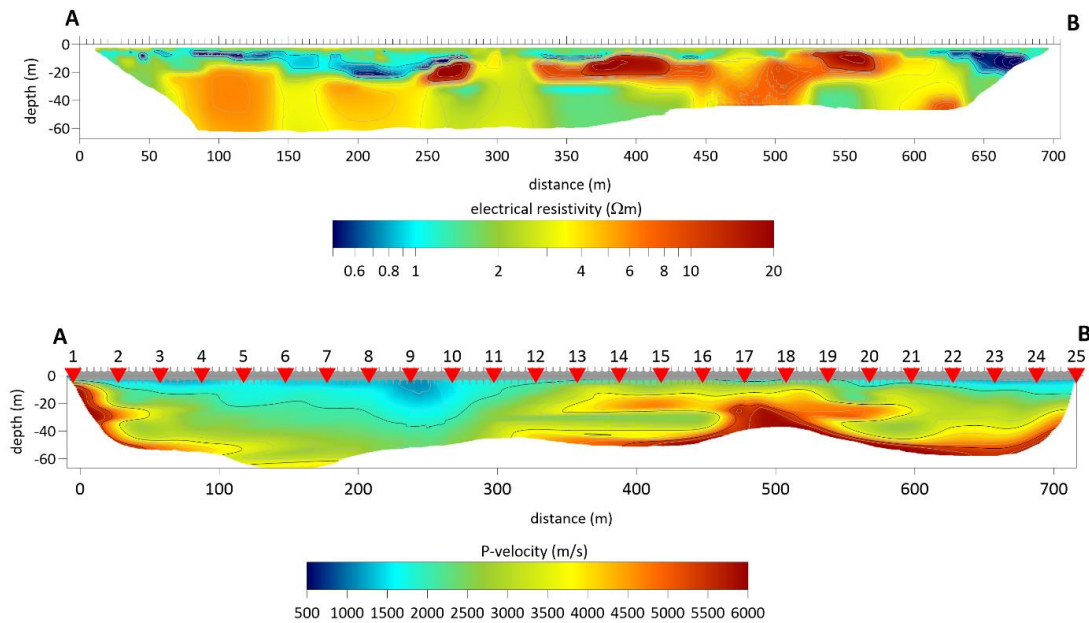 A B
0
-20
-40
-60
depth (m)
0 50 100 150 200 250 300 350 400 450 500 550 600 650 700
distance (m)
electrical resistivity (Ωm)
0.6 0.8 1 2 4 6 8 10 20
A B
1 2 3 4 5 6 7 8 9 10 11 12 13 14 15 16 17 18 19 20 21 22 23 24 25
0
-20
-40
-60
depth (m)
0 100 200 300 400 500 600 700
distance (m)
P-velocity (m/s)
500 1000 1500 2000 2500 3000 3500 4000 4500 5000 5500 6000